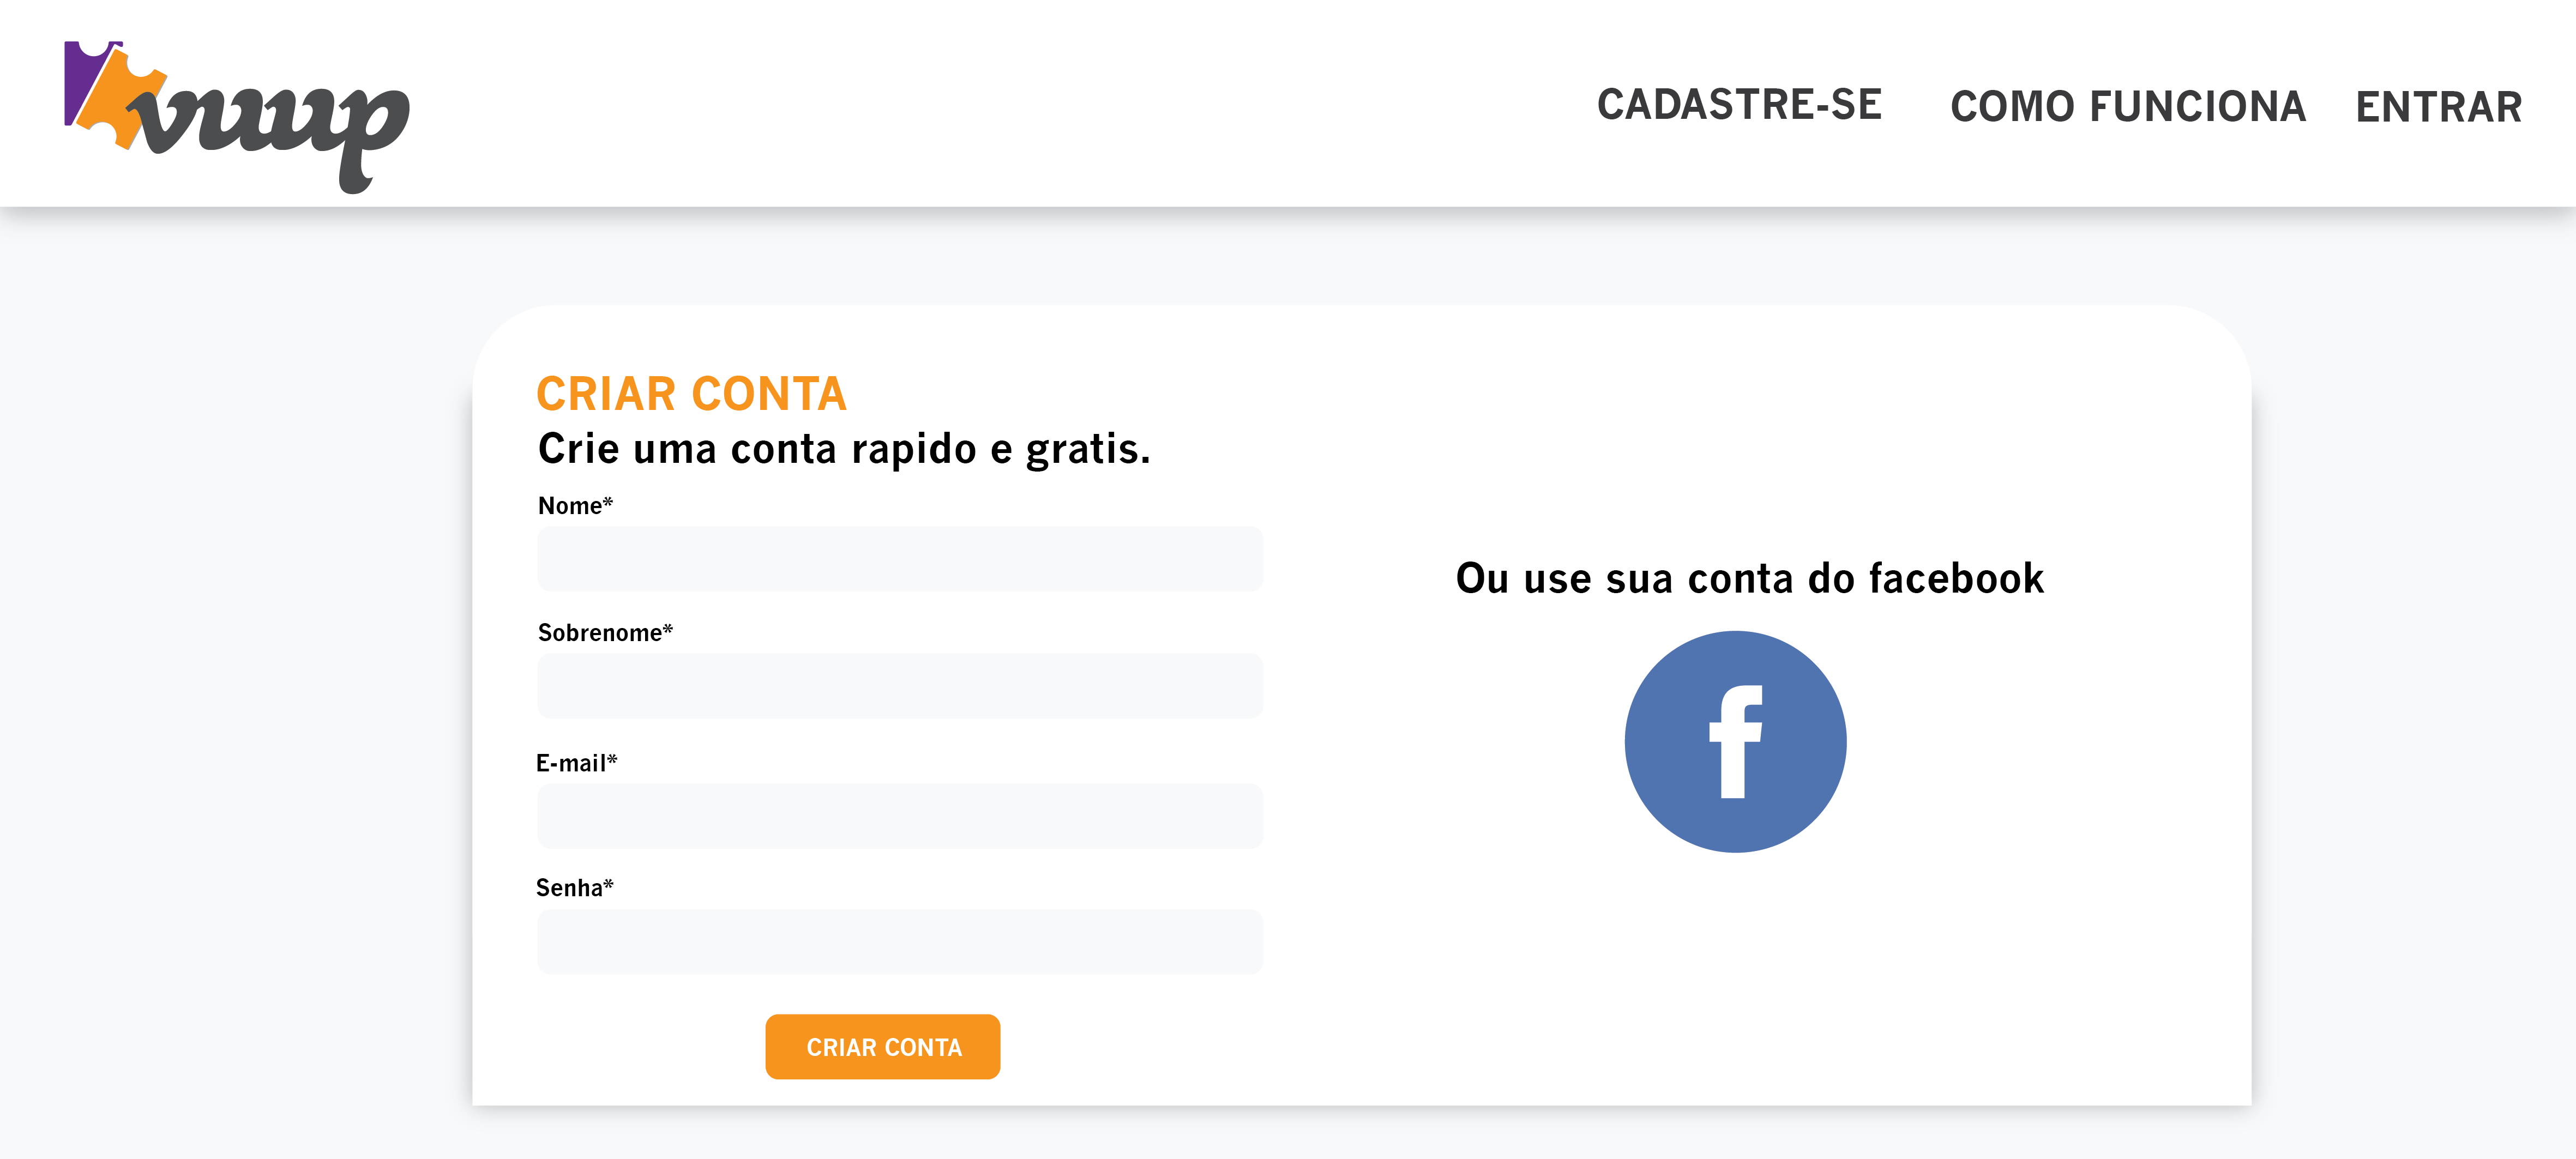 vuup
CADASTRE-SE COMO FUNCIONA ENTRAR
CRIAR CONTA
Crie uma conta rapido e gratis.
Nome*
Sobrenome*
E-mail*
Senha*
CRIAR CONTA
Ou use sua conta do facebook
f